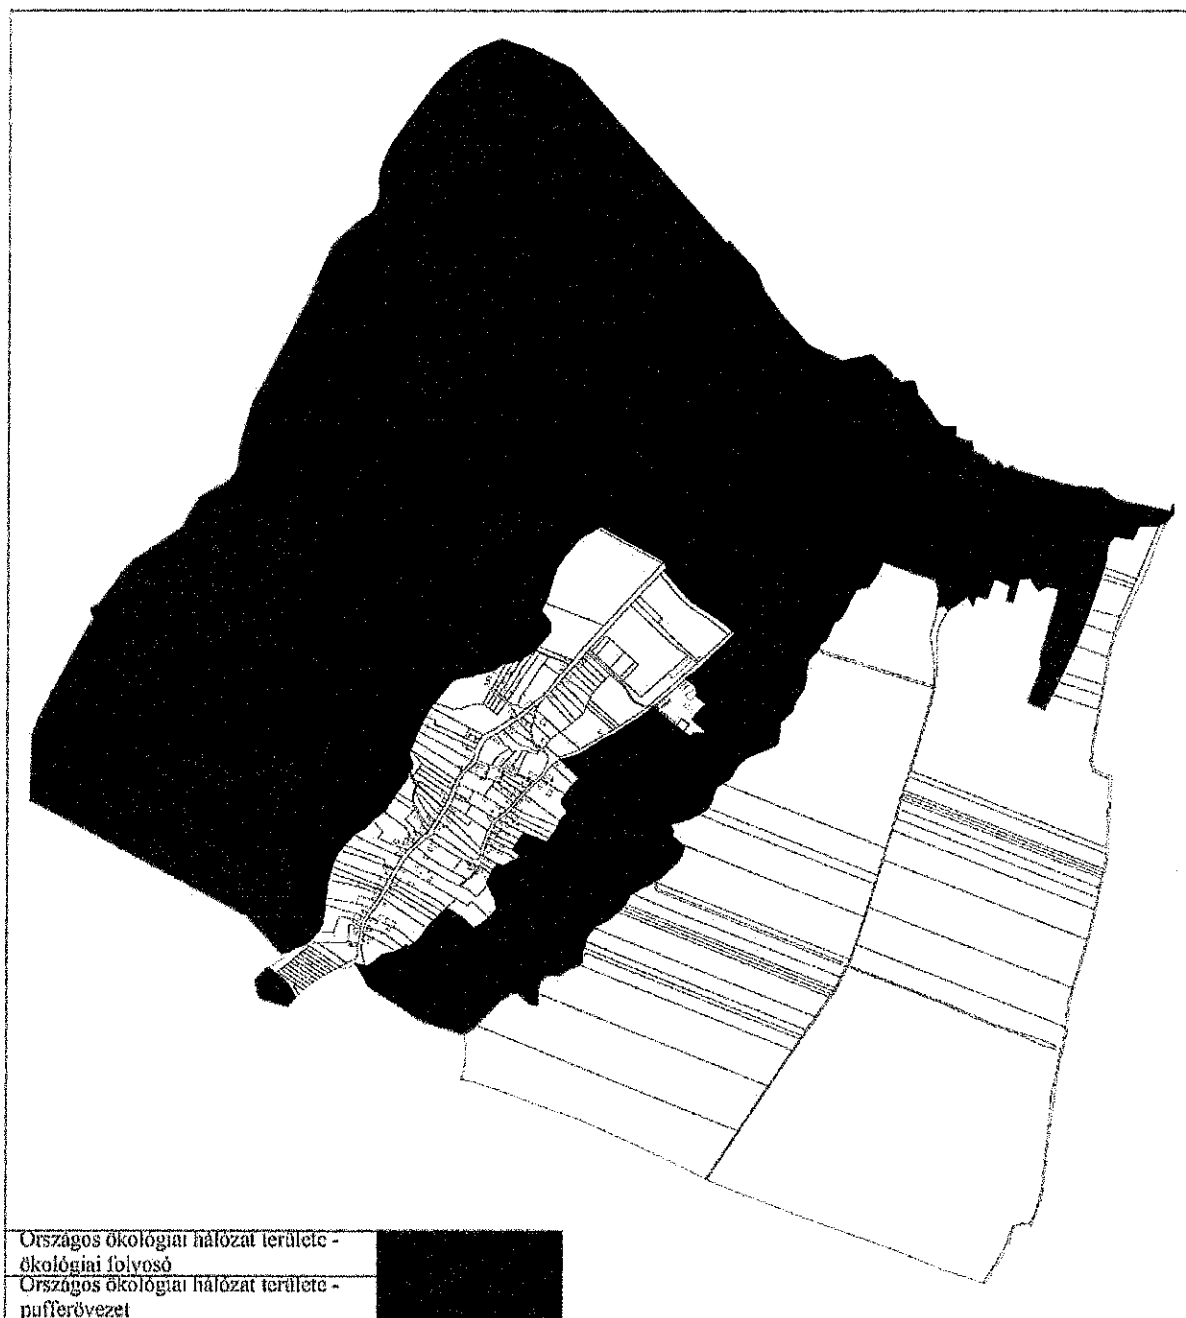 Országos ökológiai hálózat területe -
ökológiai folyosó
Országos ökológiai hálózat területe -
pufferövezet